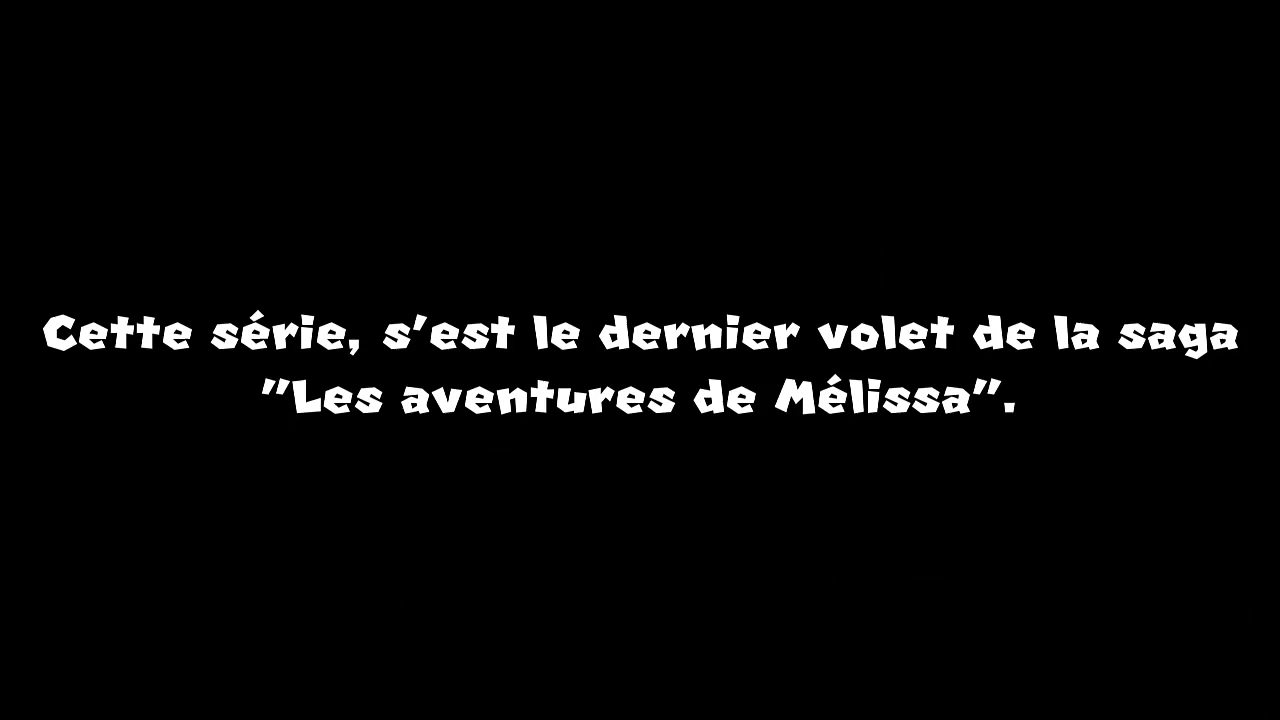 Cette série, s'est le dernier volet de la saga
"Les aventures de Mélissa".